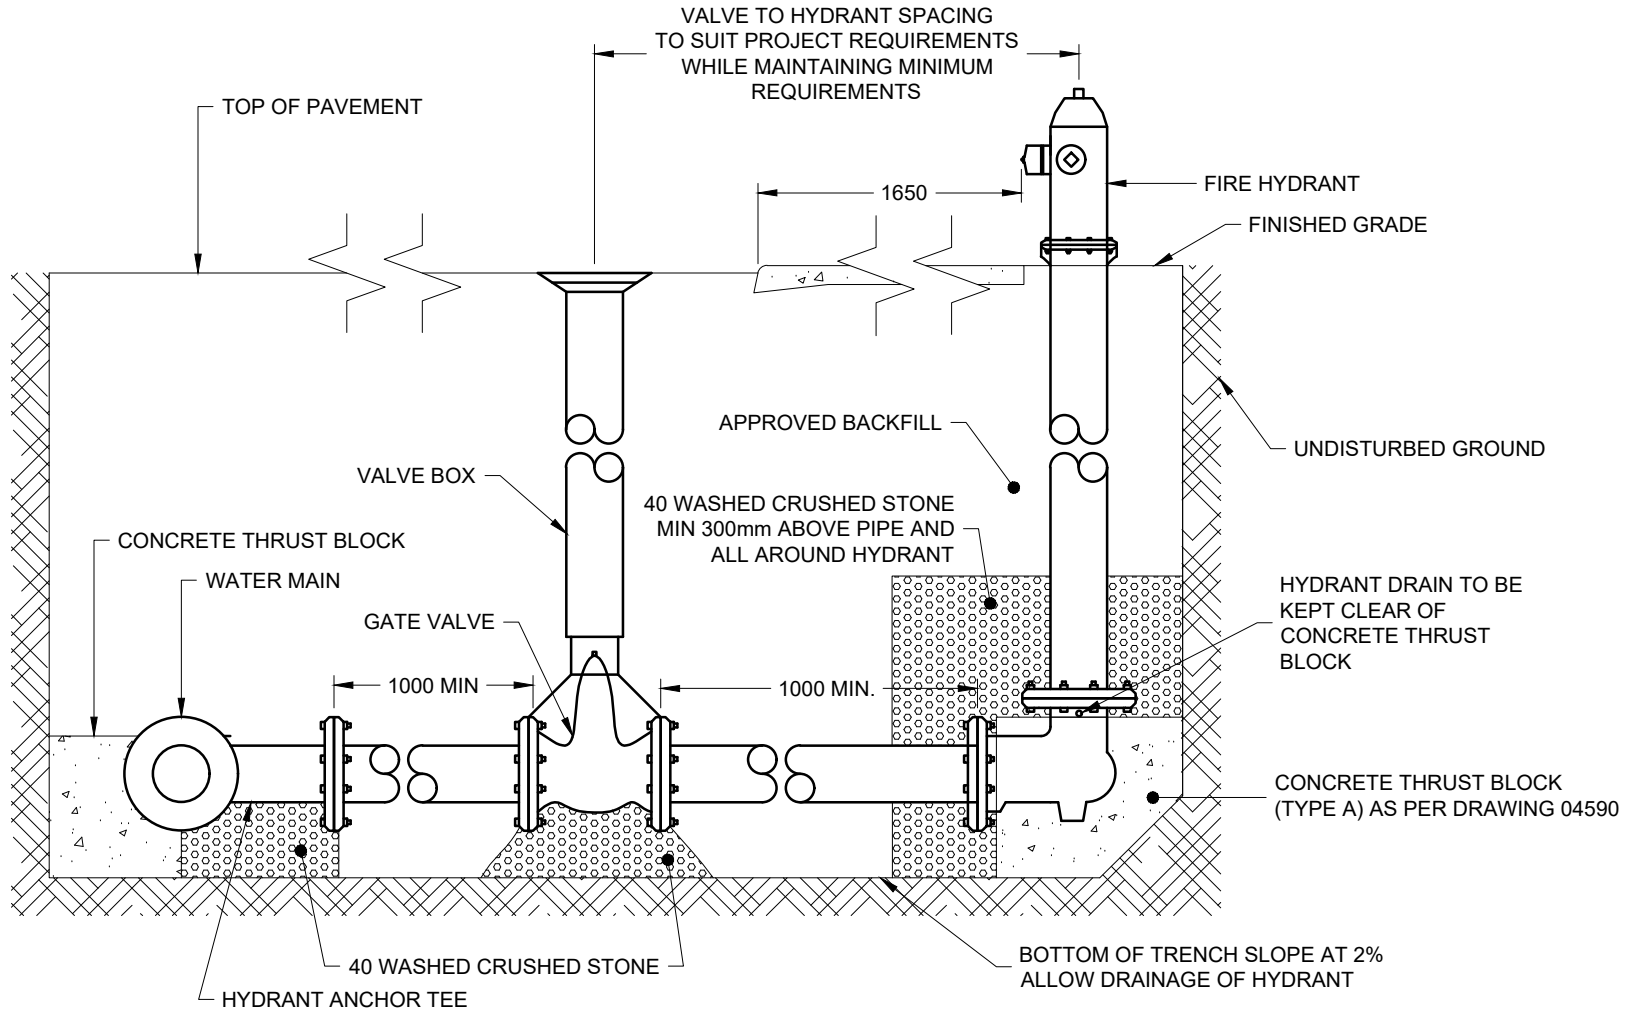 VALVE TO HYDRANT SPACING
TO SUIT PROJECT REQUIREMENTS
WHILE MAINTAINING MINIMUM
REQUIREMENTS
TOP OF PAVEMENT
1650
FIRE HYDRANT
FINISHED GRADE
APPROVED BACKFILL
UNDISTURBED GROUND
VALVE BOX
40 WASHED CRUSHED STONE
MIN 300mm ABOVE PIPE AND
ALL AROUND HYDRANT
CONCRETE THRUST BLOCK
WATER MAIN
HYDRANT DRAIN TO BE
KEPT CLEAR OF
CONCRETE THRUST
BLOCK
GATE VALVE
1000 MIN
1000 MIN.
CONCRETE THRUST BLOCK
(TYPE A) AS PER DRAWING 04590
BOTTOM OF TRENCH SLOPE AT 2%
ALLOW DRAINAGE OF HYDRANT
40 WASHED CRUSHED STONE
HYDRANT ANCHOR TEE